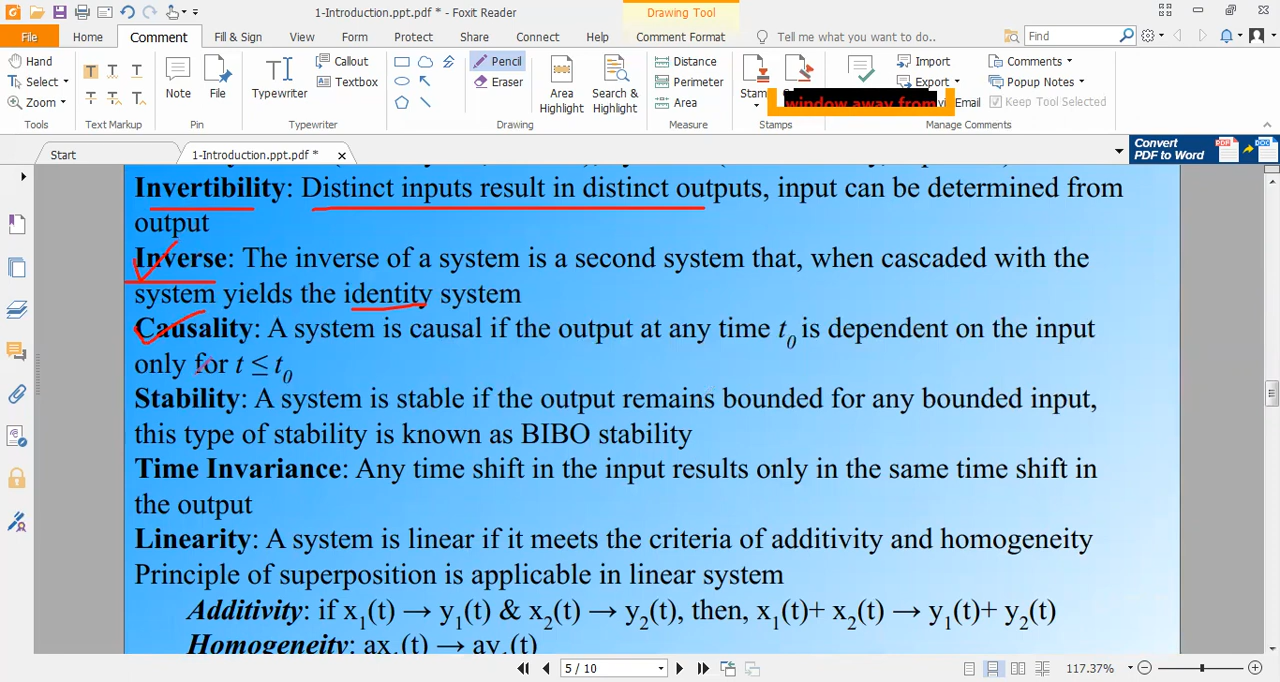 1-Introduction.ppt.pdf * - Foxit Reader
Drawing Tool
File Home Comment Fill & Sign View Form Protect Share Connect Help Comment Format Tell me what you want to do.. Find
Hand
Select
Zoom
Tools
Text Markup
Note
File
Pin
Typewriter
Callout
Textbox
Typewriter
Pencil
Eraser
Drawing
Area Highlight
Search & Highlight
Distance
Perimeter
Area
Measure
Stamps
window away from
Import
Export
Email
Comments
Popup Notes
Keep Tool Selected
Manage Comments
Start
1-Introduction.ppt.pdf *
Convert
PDF to Word
Invertibility: Distinct inputs result in distinct outputs, input can be determined from
output
Inverse: The inverse of a system is a second system that, when cascaded with the
system yields the identity system
Causality: A system is causal if the output at any time t0 is dependent on the input
only for t ≤ t0
Stability: A system is stable if the output remains bounded for any bounded input,
this type of stability is known as BIBO stability
Time Invariance: Any time shift in the input results only in the same time shift in
the output
Linearity: A system is linear if it meets the criteria of additivity and homogeneity
Principle of superposition is applicable in linear system
Additivity: if x1(t) → y1(t) & x2(t) → y2(t), then, x1(t)+ x2(t) → y1(t)+ y2(t)
Homogeneity:
5 / 10
117.37%